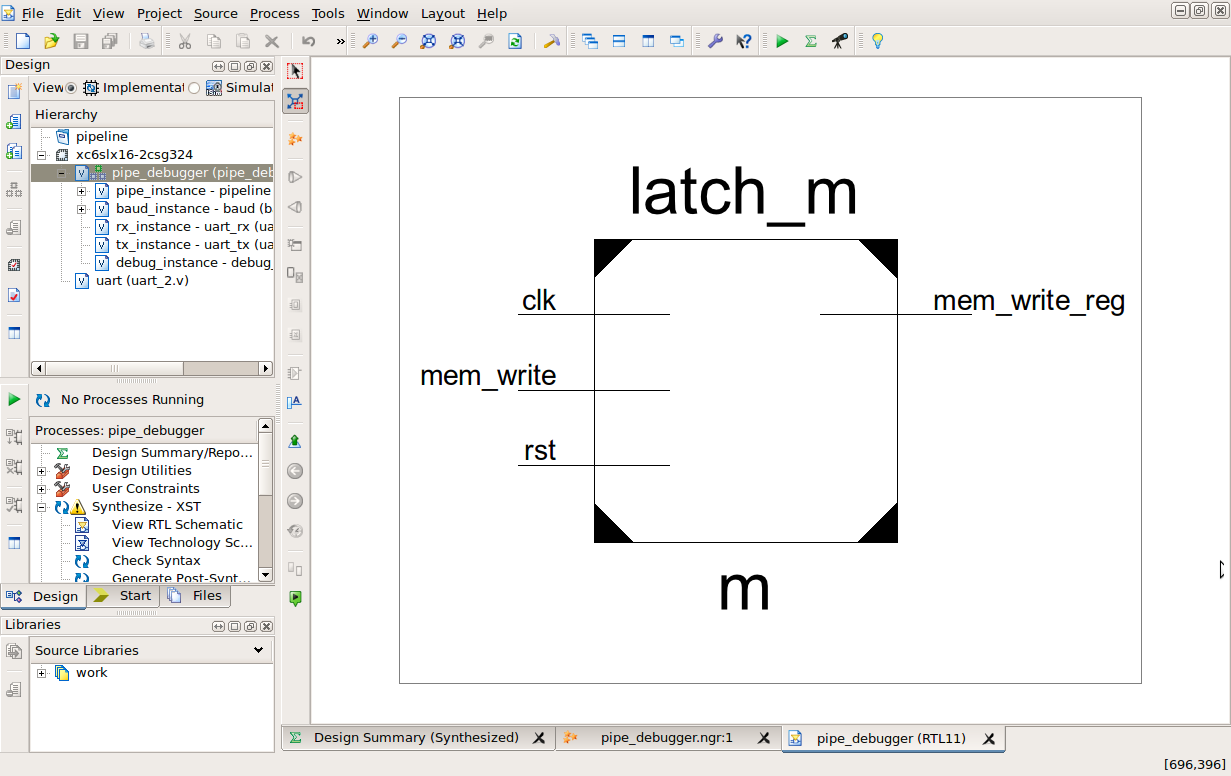 File Edit View Project Source Process Tools Window Layout Help
»
Design
View: Implementat Simulat
Hierarchy
pipeline
xc6slx16-2csg324
pipe_debugger (pipe_deb
pipe_instance - pipeline
baud_instance - baud (b
rx_instance - uart_rx (ua
tx_instance - uart_tx (ua
debug_instance - debug_
uart (uart_2.v)
No Processes Running
Processes: pipe_debugger
Design Summary/Repo...
Design Utilities
User Constraints
Synthesize - XST
View RTL Schematic
View Technology Sc...
Check Syntax
Generate Post-Synt...
Design Start Files
Libraries
Source Libraries
work
latch_m
clk
mem_write_reg
mem_write
rst
m
Design Summary (Synthesized) pipe_debugger.ngr:1 pipe_debugger (RTL11)
[696,396]